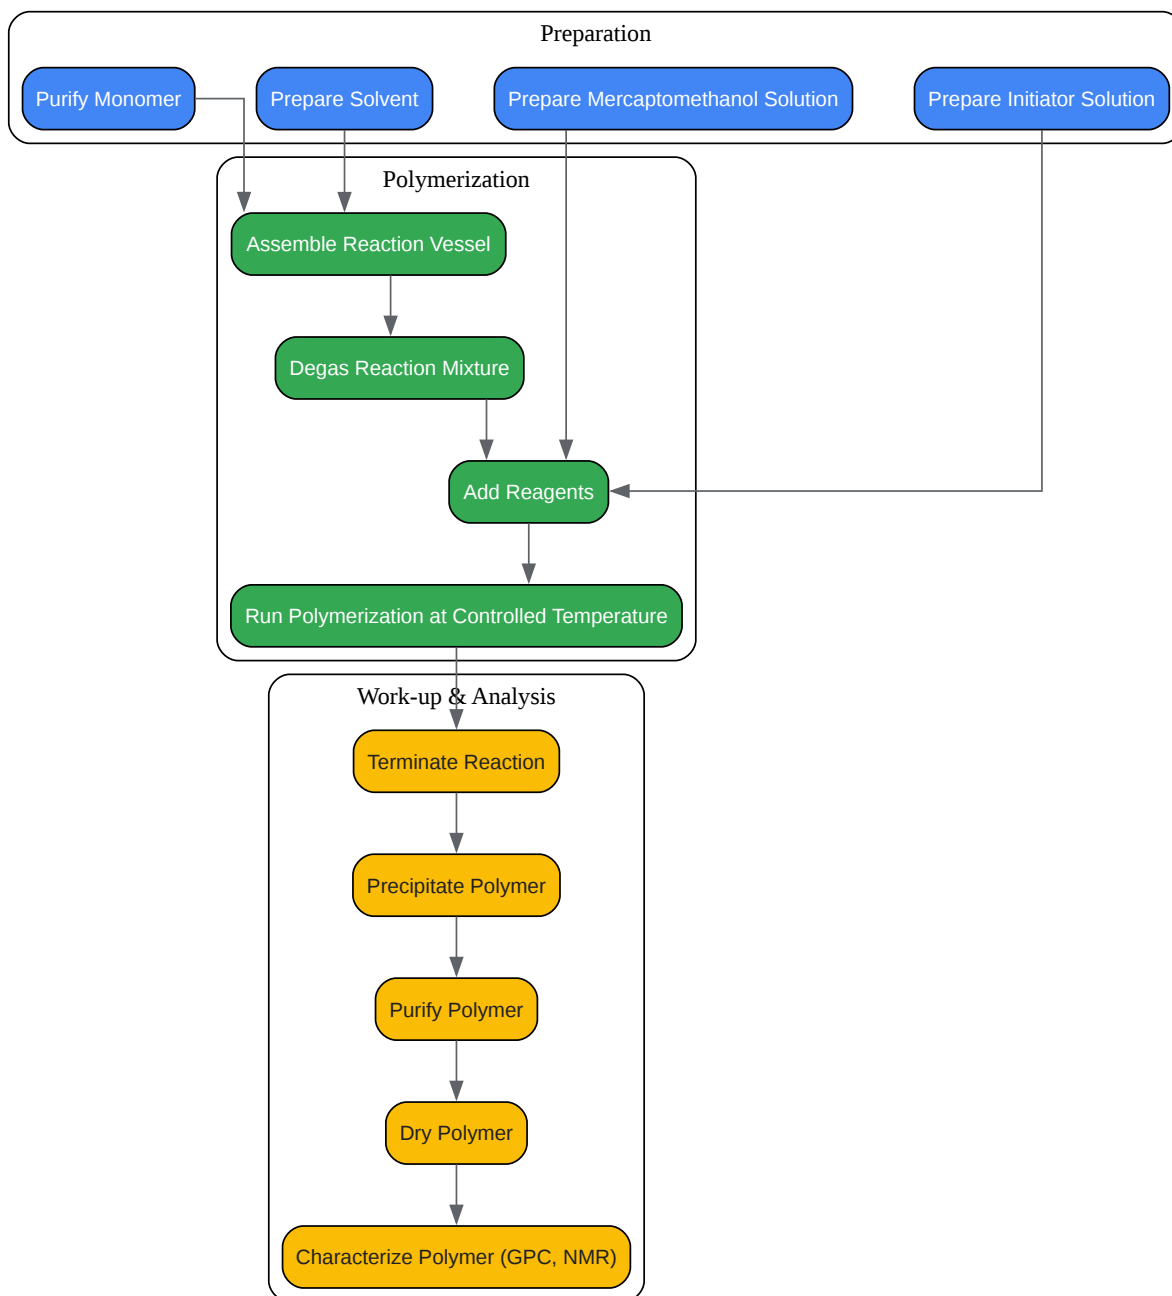 Preparation
Purify Monomer
Prepare Solvent
Prepare Mercaptomethanol Solution
Prepare Initiator Solution
Polymerization
Assemble Reaction Vessel
Degas Reaction Mixture
Add Reagents
Run Polymerization at Controlled Temperature
Work-up & Analysis
Terminate Reaction
Precipitate Polymer
Purify Polymer
Dry Polymer
Characterize Polymer (GPC, NMR)